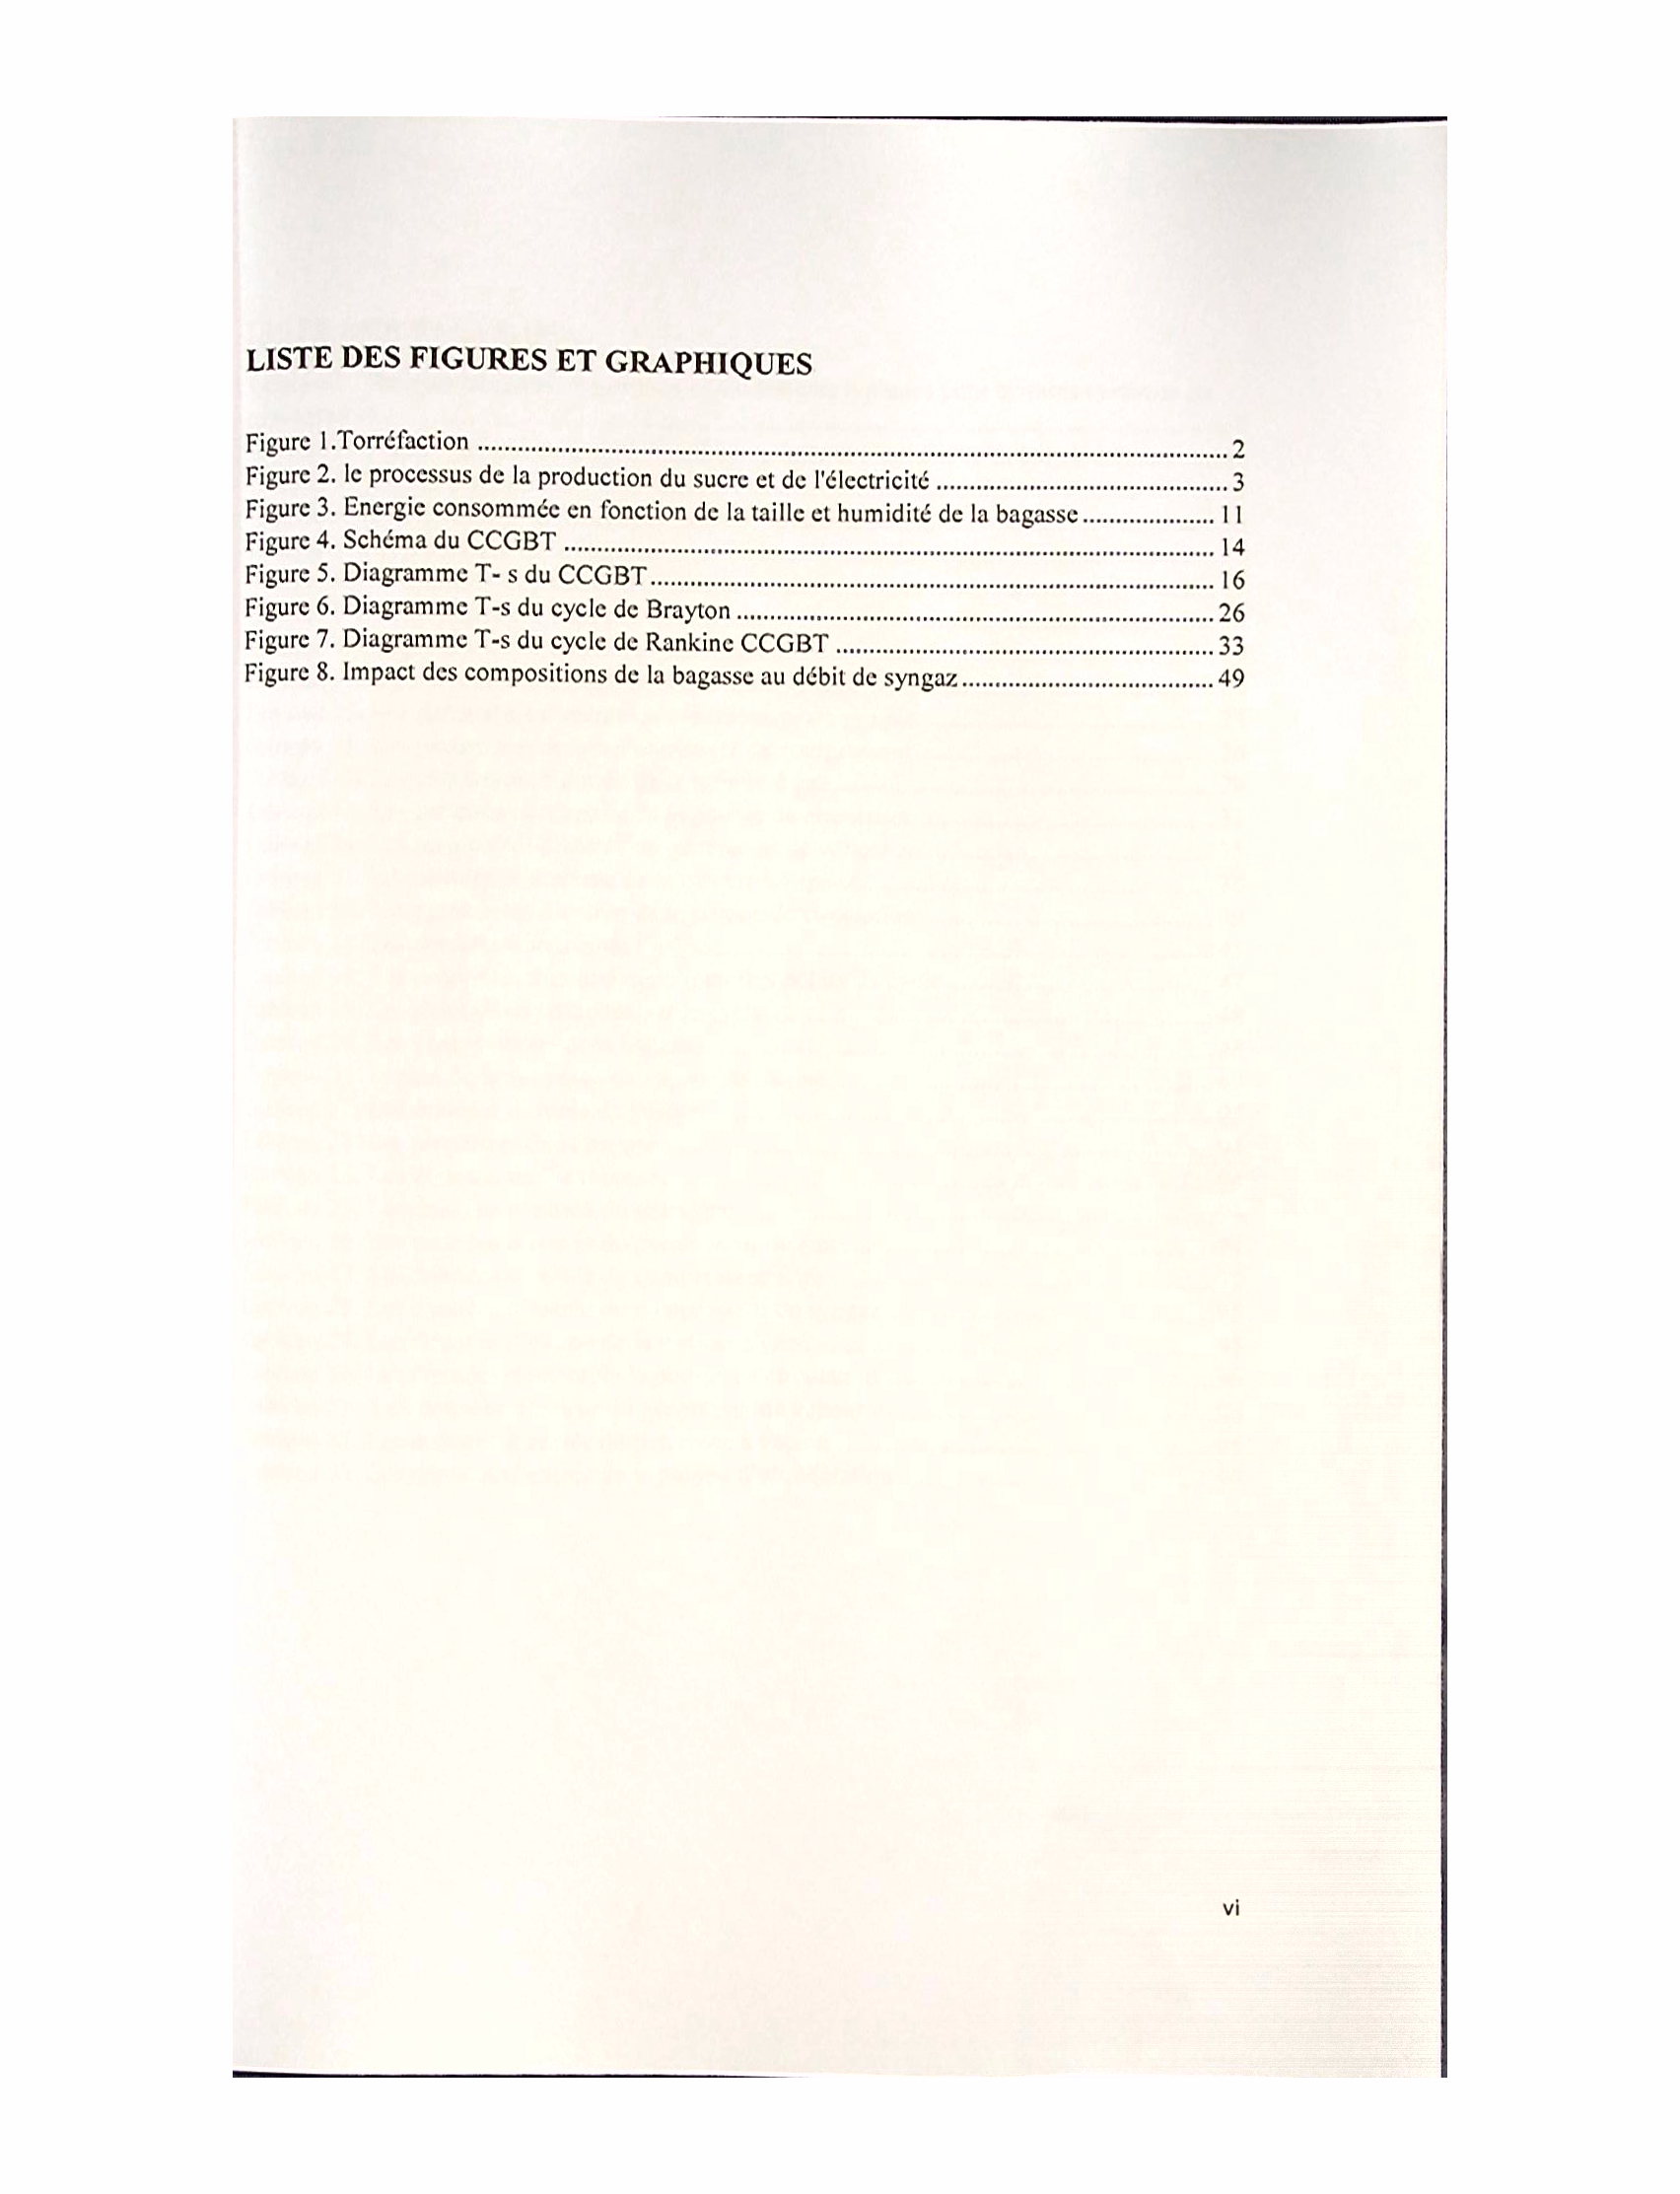 LISTE DES FIGURES ET GRAPHIQUES
Figure 1.Torréfaction ........ 2
Figure 2. le processus de la production du sucre et de l'électricité ........ 3
Figure 3. Energie consommée en fonction de la taille et humidité de la bagasse ........ 11
Figure 4. Schéma du CCGBT ........ 14
Figure 5. Diagramme T- s du CCGBT ........ 16
Figure 6. Diagramme T-s du cycle de Brayton ........ 26
Figure 7. Diagramme T-s du cycle de Rankine CCGBT ........ 33
Figure 8. Impact des compositions de la bagasse au débit de syngaz ........ 49
vi